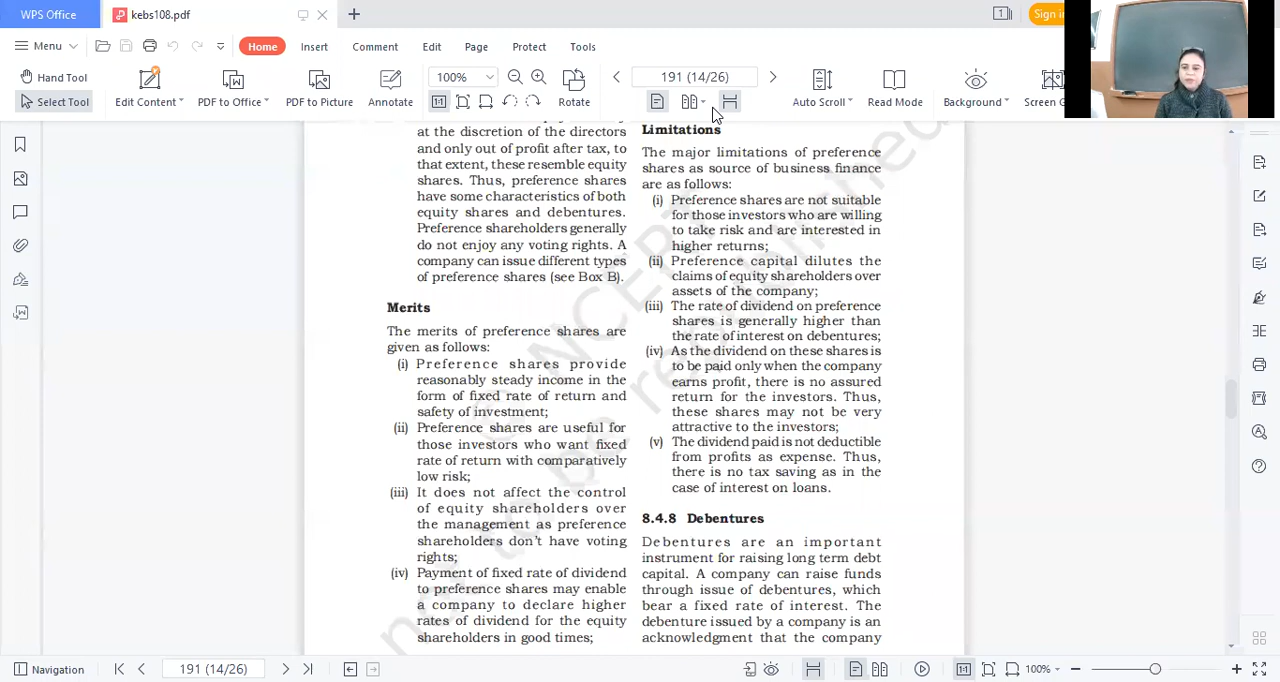 WPS Office
kebs108.pdf
1
Sign in
Menu
Home
Insert
Comment
Edit
Page
Protect
Tools
Hand Tool
Select Tool
Edit Content
PDF to Office
PDF to Picture
Annotate
100%
1:1
Rotate
191 (14/26)
Auto Scroll
Read Mode
Background
Screen G
at the discretion of the directors
and only out of profit after tax, to
that extent, these resemble equity
shares. Thus, preference shares
have some characteristics of both
equity shares and debentures.
Preference shareholders generally
do not enjoy any voting rights. A
company can issue different types
of preference shares (see Box B).
Merits
The merits of preference shares are
given as follows:
(i) Preference shares provide
reasonably steady income in the
form of fixed rate of return and
safety of investment;
(ii) Preference shares are useful for
those investors who want fixed
rate of return with comparatively
low risk;
(iii) It does not affect the control
of equity shareholders over
the management as preference
shareholders don't have voting
rights;
(iv) Payment of fixed rate of dividend
to preference shares may enable
a company to declare higher
rates of dividend for the equity
shareholders in good times;
Limitations
The major limitations of preference
shares as source of business finance
are as follows:
(i) Preference shares are not suitable
for those investors who are willing
to take risk and are interested in
higher returns;
(ii) Preference capital dilutes the
claims of equity shareholders over
assets of the company;
(iii) The rate of dividend on preference
shares is generally higher than
the rate of interest on debentures;
(iv) As the dividend on these shares is
to be paid only when the company
earns profit, there is no assured
return for the investors. Thus,
these shares may not be very
attractive to the investors;
(v) The dividend paid is not deductible
from profits as expense. Thus,
there is no tax saving as in the
case of interest on loans.
8.4.8 Debentures
Debentures are an important
instrument for raising long term debt
capital. A company can raise funds
through issue of debentures, which
bear a fixed rate of interest. The
debenture issued by a company is an
acknowledgment that the company
© NCERT
not to be republished
Navigation
191 (14/26)
1:1
100%